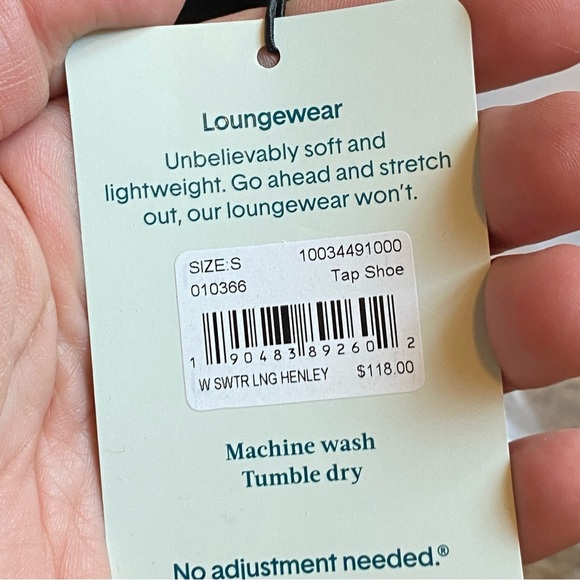 Loungewear
Unbelievably soft and
lightweight. Go ahead and stretch
out, our loungewear won't.
SIZE:S 10034491000
010366 Tap Shoe
1 90483 89260 2
W SWTR LNG HENLEY $118.00
Machine wash
Tumble dry
No adjustment needed.®